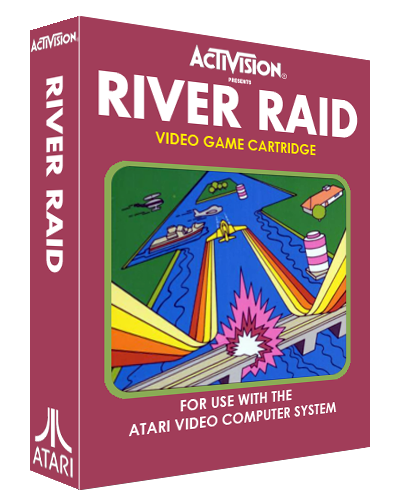 ACTIVISION
RIVER RAID
ATARI
ACTIVISION®
PRESENTS
RIVER RAID
VIDEO GAME CARTRIDGE
FOR USE WITH THE
ATARI VIDEO COMPUTER SYSTEM